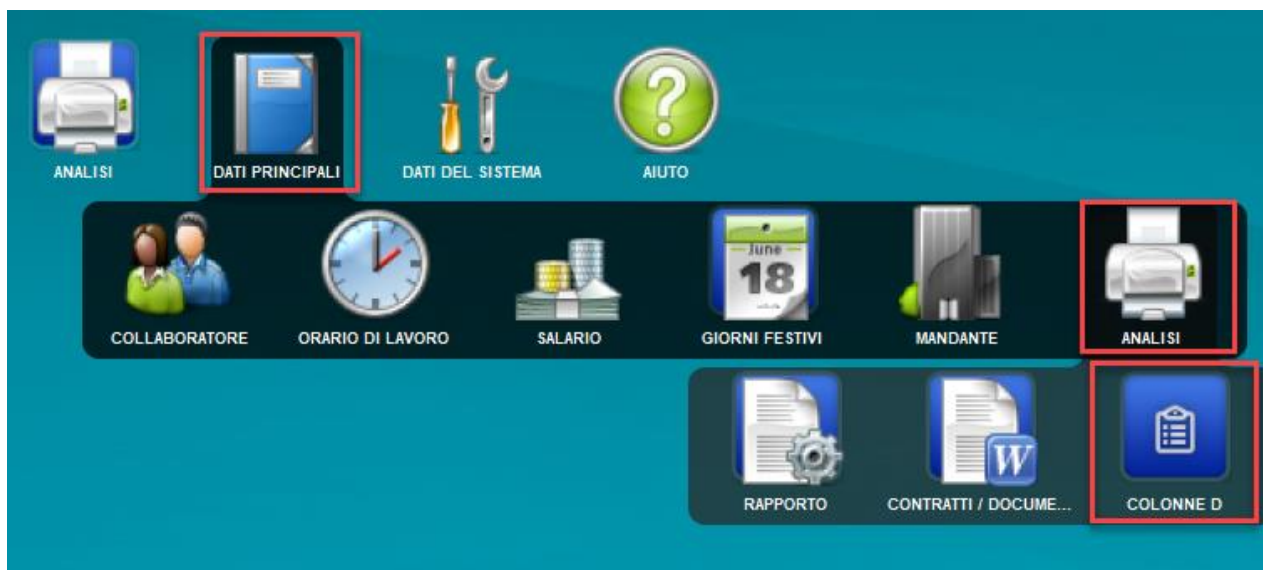 ANALISI
DATI PRINCIPALI
DATI DEL SISTEMA
AIUTO
June
18
COLLABORATORE
ORARIO DI LAVORO
SALARIO
GIORNI FESTIVI
MANDANTE
ANALISI
W
RAPPORTO
CONTRATTI / DOCUME...
COLONNE D